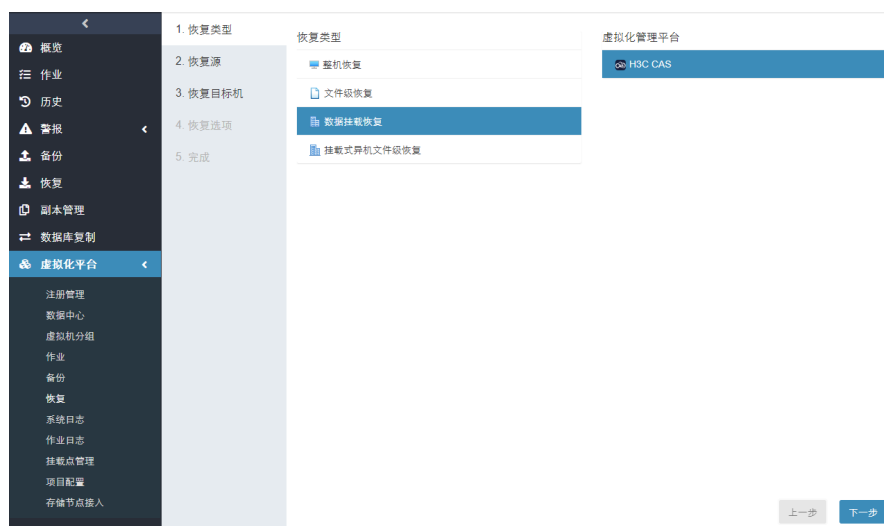 概览
作业
历史
警报
备份
恢复
副本管理
数据库复制
虚拟化平台
注册管理
数据中心
虚拟机分组
作业
备份
恢复
系统日志
作业日志
挂载点管理
项目配置
存储节点接入
1. 恢复类型
2. 恢复源
3. 恢复目标机
4. 恢复选项
5. 完成
恢复类型
整机恢复
文件级恢复
数据挂载恢复
挂载式异机文件级恢复
虚拟化管理平台
H3C CAS
上一步
下一步